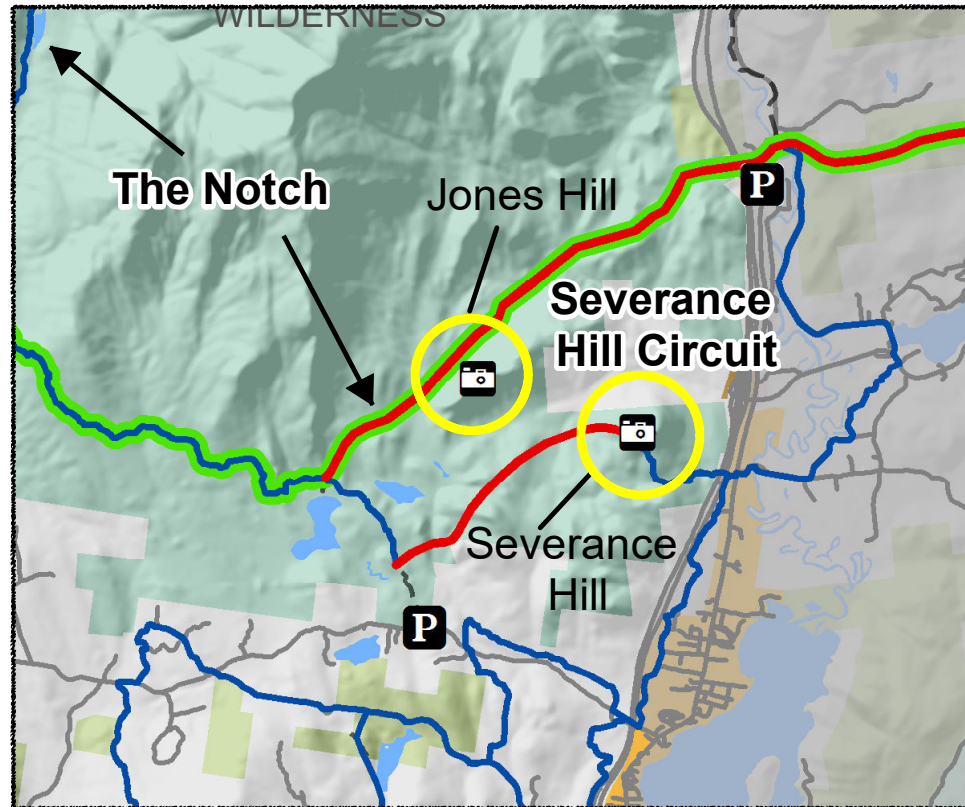 WILDERNESS
The Notch
Jones Hill
P
Severance
Hill Circuit
Severance
Hill
P